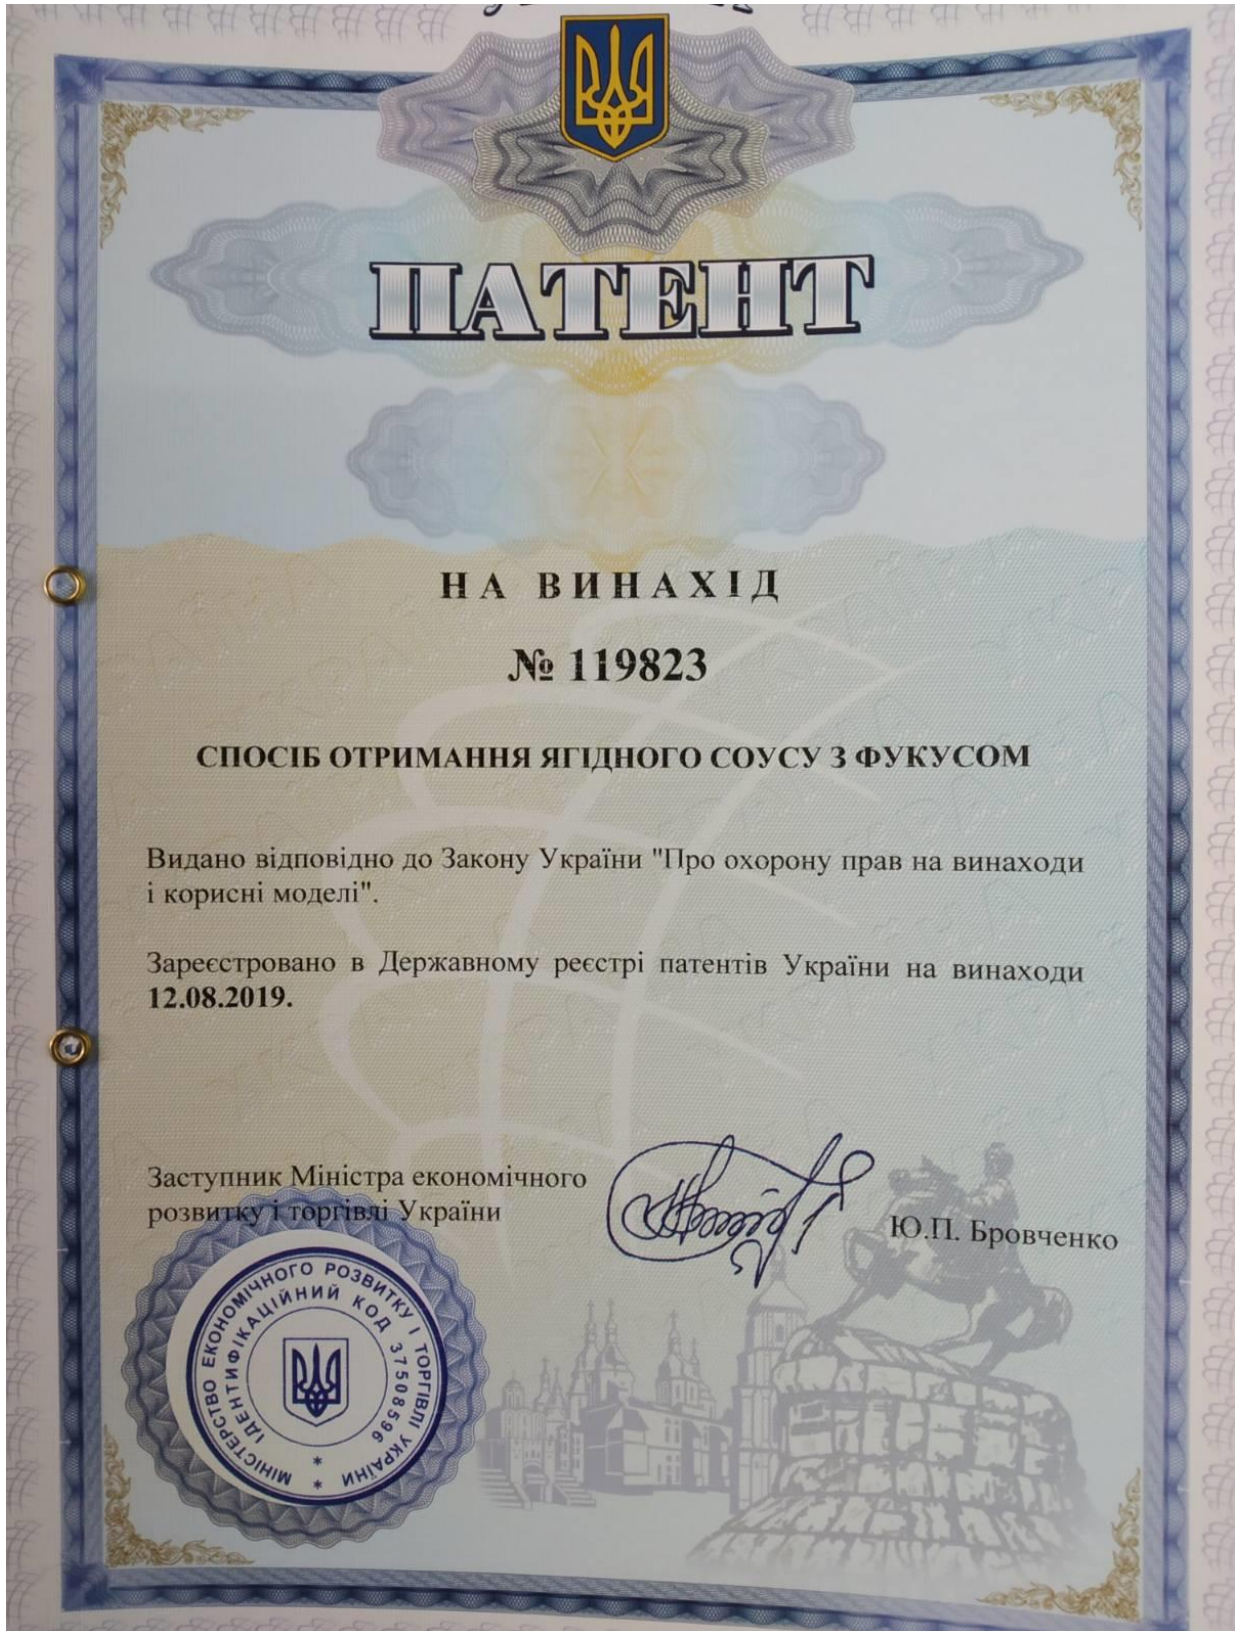 ПАТЕНТ
НА ВИНАХІД
№ 119823
СПОСІБ ОТРИМАННЯ ЯГІДНОГО СОУСУ З ФУКУСОМ
Видано відповідно до Закону України "Про охорону прав на винаходи
і корисні моделі".
Зареєстровано в Державному реєстрі патентів України на винаходи
12.08.2019.
Заступник Міністра економічного
розвитку і торгівлі України
Ю.П. Бровченко
МІНІСТЕРСТВО ЕКОНОМІЧНОГО РОЗВИТКУ І ТОРГІВЛІ УКРАЇНИ
ІДЕНТИФІКАЦІЙНИЙ КОД 37508596